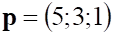 p = (5;3;1)